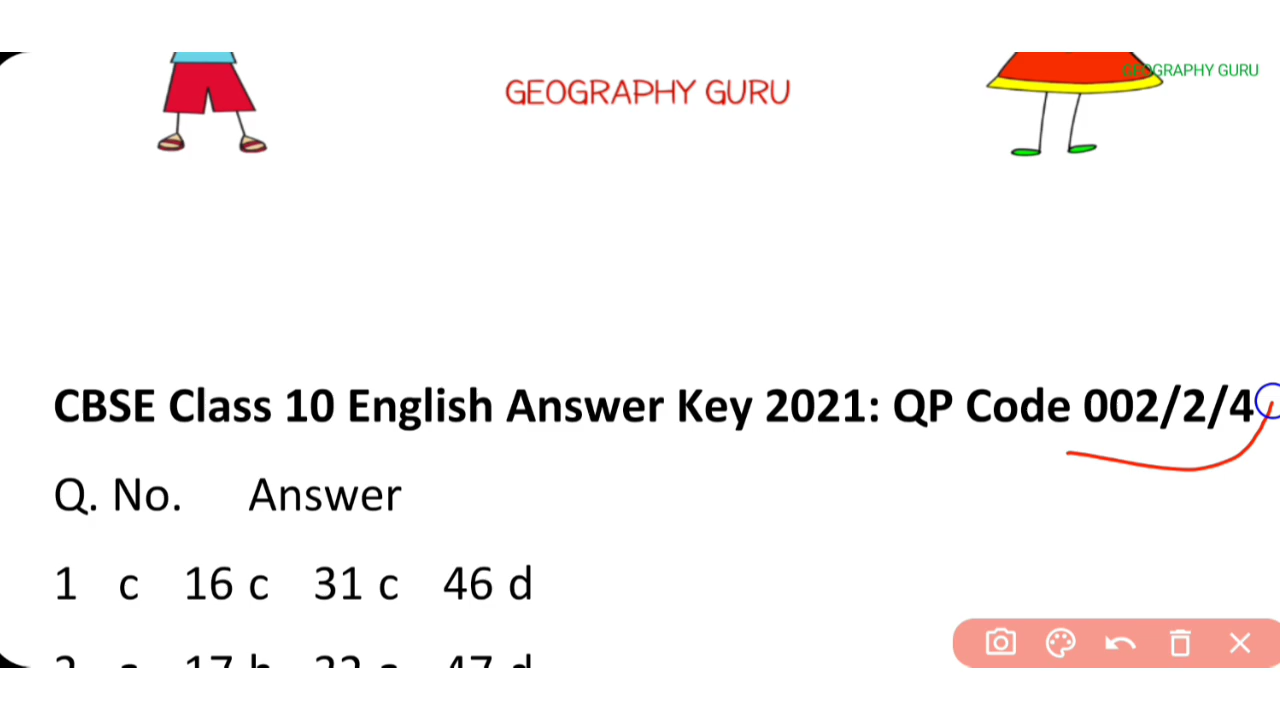 GEOGRAPHY GURU
GEOGRAPHY GURU
CBSE Class 10 English Answer Key 2021: QP Code 002/2/4
Q. No. Answer
1 c 16 c 31 c 46 d